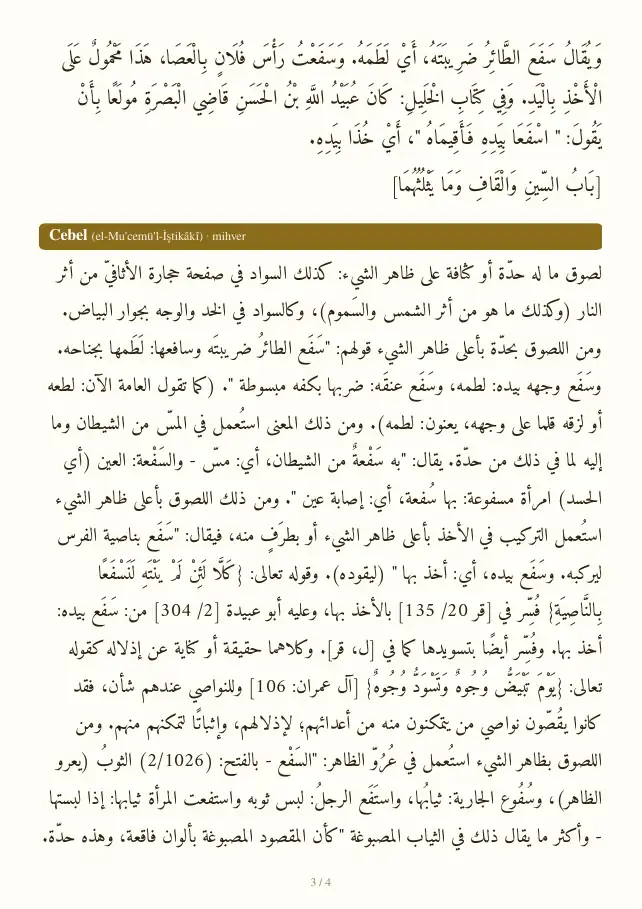 وَيُقَالُ سَفَعَ الطَّائِرُ ضَرِيبَتَهُ، أَيْ لَطَمَهُ. وَسَفَعْتُ رَأْسَ فُلَانٍ بِالْعَصَا، هَذَا مَحْمُولٌ عَلَى
الْأَخْذِ بِالْيَدِ. وَفِي كِتَابِ الْخَلِيلِ: كَانَ عُبَيْدُ اللَّهِ بْنُ الْحَسَنِ قَاضِي الْبَصْرَةِ مُولَعًا بِأَنْ
يَقُولَ: " اسْفَعَا بِيَدِهِ فَأَقِيمَاهُ "، أَيْ خُذَا بِيَدِهِ.
[بَابُ السِّينِ وَالْقَافِ وَمَا يَثْلُثُهُمَا]
Cebel (el-Mu'cemü'l-İştikâkî) · mihver
لصوق ما له حدّة أو كثافة على ظاهر الشيء: كذلك السواد في صفحة حجارة الأثافيّ من أثر
النار (وكذلك ما هو من أثر الشمس والسَموم)، وكالسواد في الخد والوجه بجوار البياض.
ومن اللصوق بحدّة بأعلى ظاهر الشيء قولهم: "سَفَع الطائرُ ضريبتَه وسافعها: لَطَمها بجناحه.
وسَفَع وجهه بيده: لطمه، وسَفَع عنقَه: ضربها بكفه مبسوطة ". (كما تقول العامة الآن: لطعه
أو لزقه قلما على وجهه، يعنون: لطمه). ومن ذلك المعنى استُعمل في المسّ من الشيطان وما
إليه لما في ذلك من حدّة. يقال: "به سَفْعةٌ من الشيطان، أي: مسّ - والسَفْعة: العين (أي
الحسد) امرأة مسفوعة: بها سُفعة، أي: إصابة عين ". ومن ذلك اللصوق بأعلى ظاهر الشيء
استُعمل التركيب في الأخذ بأعلى ظاهر الشيء أو بطرَفٍ منه، فيقال: "سَفَع بناصية الفرس
ليركبه. وسَفَع بيده، أي: أخذ بها " (ليقوده). وقوله تعالى: {كَلَّا لَئِنْ لَمْ يَنْتَهِ لَنَسْفَعًا
بِالنَّاصِيَةِ} فُسِّر في [قر 20/ 135] بالأخذ بها، وعليه أبو عبيدة [2/ 304] من: سَفَع بيده:
أخذ بها. وفُسِّر أيضًا بتسويدها كما في [ل، قر]. وكلاهما حقيقة أو كناية عن إذلاله كقوله
تعالى: {يَوْمَ تَبْيَضُّ وُجُوهٌ وَتَسْوَدُّ وُجُوهٌ} [آل عمران: 106] وللنواصي عندهم شأن، فقد
كانوا يقُصّون نواصي من يتمكنون منه من أعدائهم؛ لإذلالهم، وإثباتًا لتمكنهم منهم. ومن
اللصوق بظاهر الشيء استُعمل في عُرُوّ الظاهر: "السَفْع - بالفتح: (2/1026) الثوبُ (يعرو
الظاهر)، وسُفُوع الجارية: ثيابُها، واستَفَع الرجلُ: لبس ثوبه واستفعت المرأة ثيابها: إذا لبستها
- وأكثر ما يقال ذلك في الثياب المصبوغة "كأن المقصود المصبوغة بألوان فاقعة، وهذه حدّة.
3 / 4